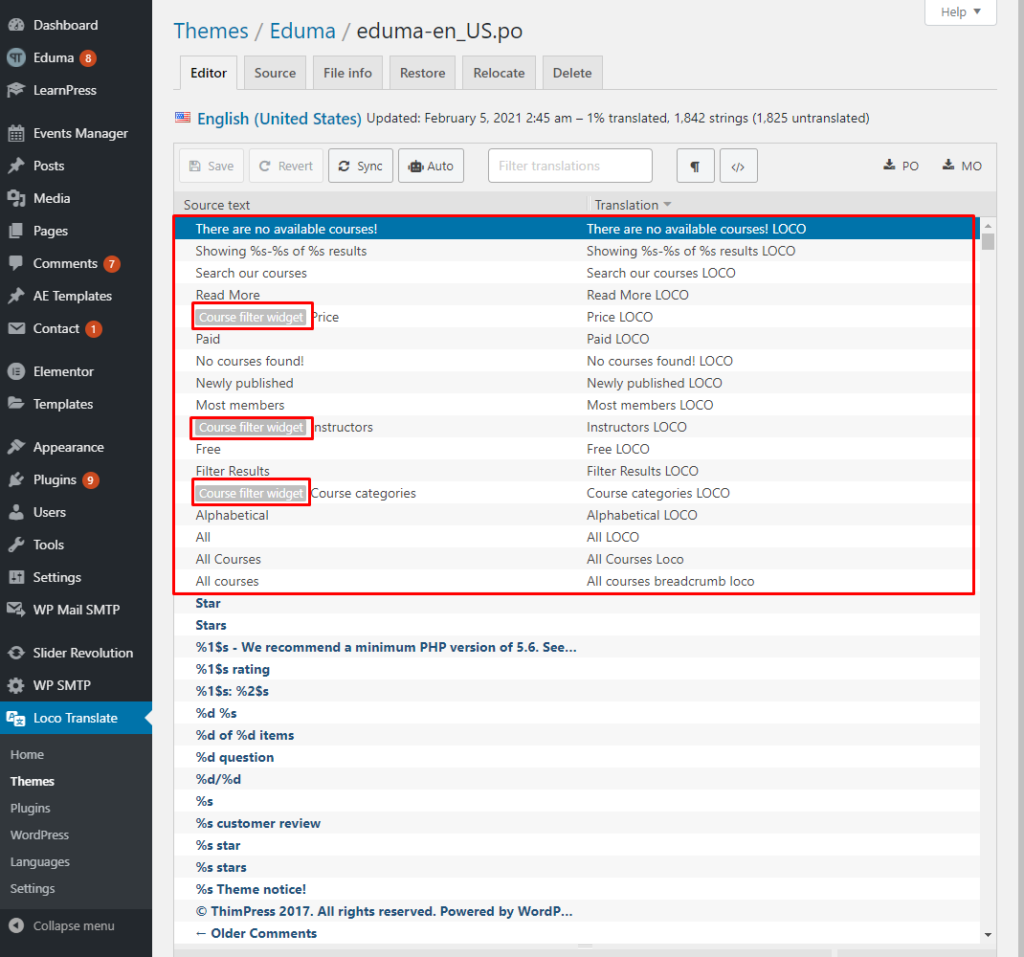 Help
Themes / Eduma / eduma-en_US.po
Editor Source File info Restore Relocate Delete
English (United States) Updated: February 5, 2021 2:45 am – 1% translated, 1,842 strings (1,825 untranslated)
Save Revert Sync Auto Filter translations ¶ </> PO MO
Source text Translation
There are no available courses! There are no available courses! LOCO
Showing %s-%s of %s results Showing %s-%s of %s results LOCO
Search our courses Search our courses LOCO
Read More Read More LOCO
Course filter widget Price Price LOCO
Paid Paid LOCO
No courses found! No courses found! LOCO
Newly published Newly published LOCO
Most members Most members LOCO
Course filter widget Instructors Instructors LOCO
Free Free LOCO
Filter Results Filter Results LOCO
Course filter widget Course categories Course categories LOCO
Alphabetical Alphabetical LOCO
All All LOCO
All Courses All Courses Loco
All courses All courses breadcrumb loco
Star
Stars
%1$s - We recommend a minimum PHP version of 5.6. See...
%1$s rating
%1$s: %2$s
%d %s
%d of %d items
%d question
%d/%d
%s
%s customer review
%s star
%s stars
%s Theme notice!
© ThimPress 2017. All rights reserved. Powered by WordP...
← Older Comments
Dashboard
Eduma 8
LearnPress
Events Manager
Posts
Media
Pages
Comments 7
AE Templates
Contact 1
Elementor
Templates
Appearance
Plugins 9
Users
Tools
Settings
WP Mail SMTP
Slider Revolution
WP SMTP
Loco Translate
Home
Themes
Plugins
WordPress
Languages
Settings
Collapse menu